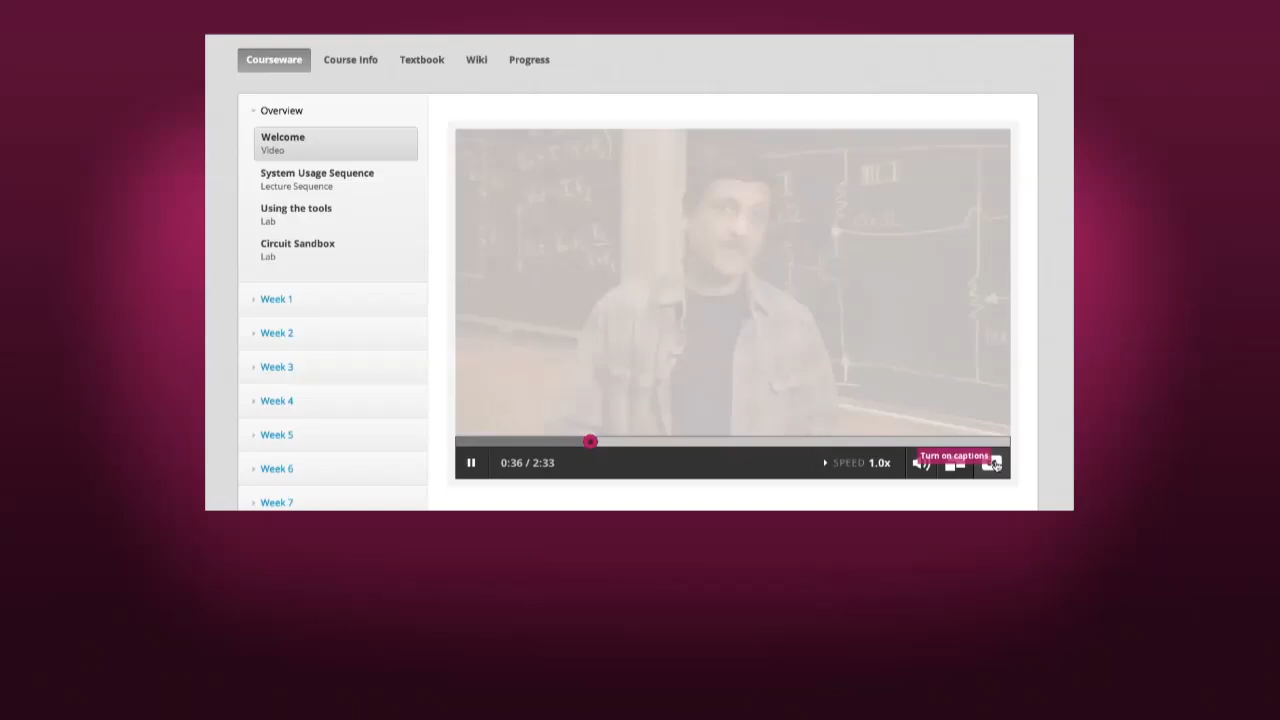 Courseware Course Info Textbook Wiki Progress
Overview
Welcome
Video
System Usage Sequence
Lecture Sequence
Using the tools
Lab
Circuit Sandbox
Lab
Week 1
Week 2
Week 3
Week 4
Week 5
Week 6
Week 7
Turn on captions
0:36 / 2:33 SPEED 1.0x